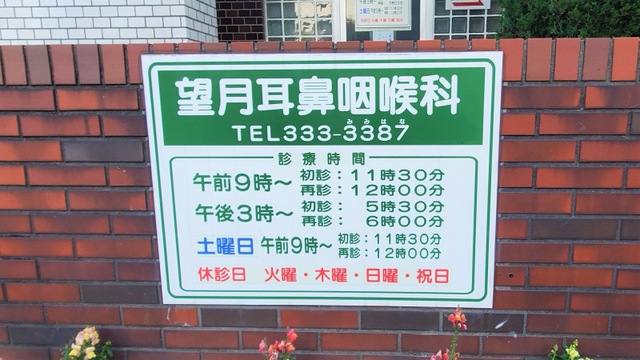 望月耳鼻咽喉科
みみはな
TEL333-3387
診療時間
午前9時～ 初診：11時30分
再診：12時00分
午後3時～ 初診：5時30分
再診：6時00分
土曜日 午前9時～ 初診：11時30分
再診：12時00分
休診日 火曜・木曜・日曜・祝日